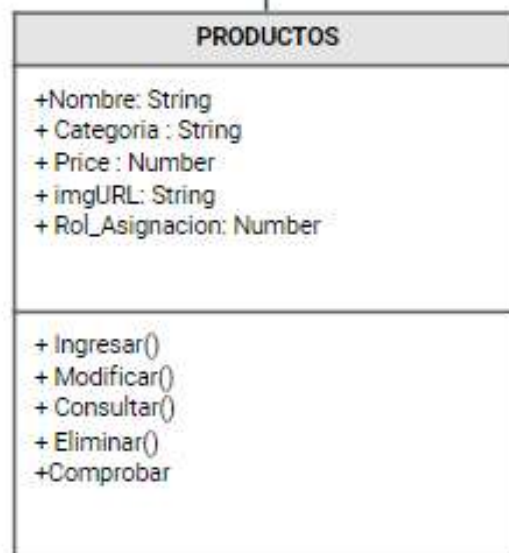 PRODUCTOS
+Nombre: String
+ Categoria : String
+ Price : Number
+ imgURL: String
+ Rol_Asignacion: Number
+ Ingresar()
+ Modificar()
+ Consultar()
+ Eliminar()
+Comprobar